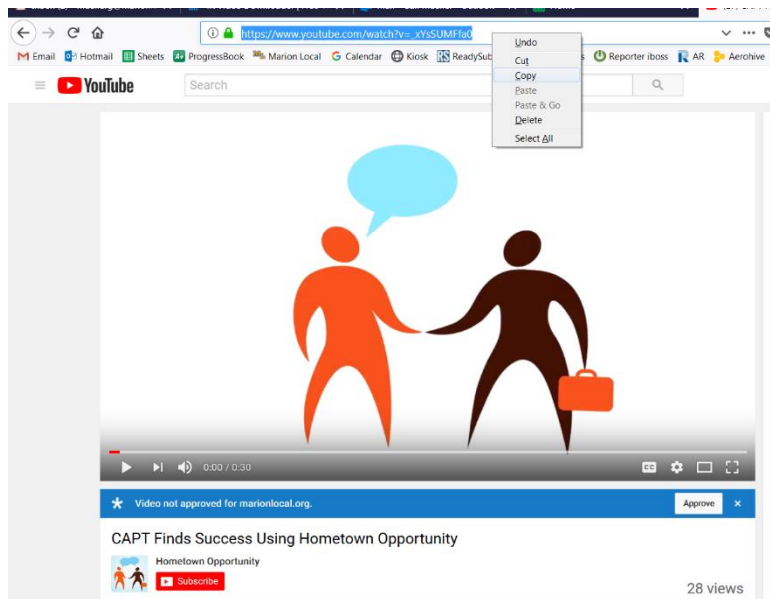 https://www.youtube.com/watch?v=_xYsSUMFfa0
Undo
Cut
Copy
Paste
Paste & Go
Delete
Select All
Email Hotmail Sheets ProgressBook Marion Local Calendar Kiosk ReadySub Reporter iboss AR Aerohive
YouTube
Search
0:00 / 0:30
CC
Video not approved for marionlocal.org.
Approve
CAPT Finds Success Using Hometown Opportunity
Hometown Opportunity
Subscribe
28 views